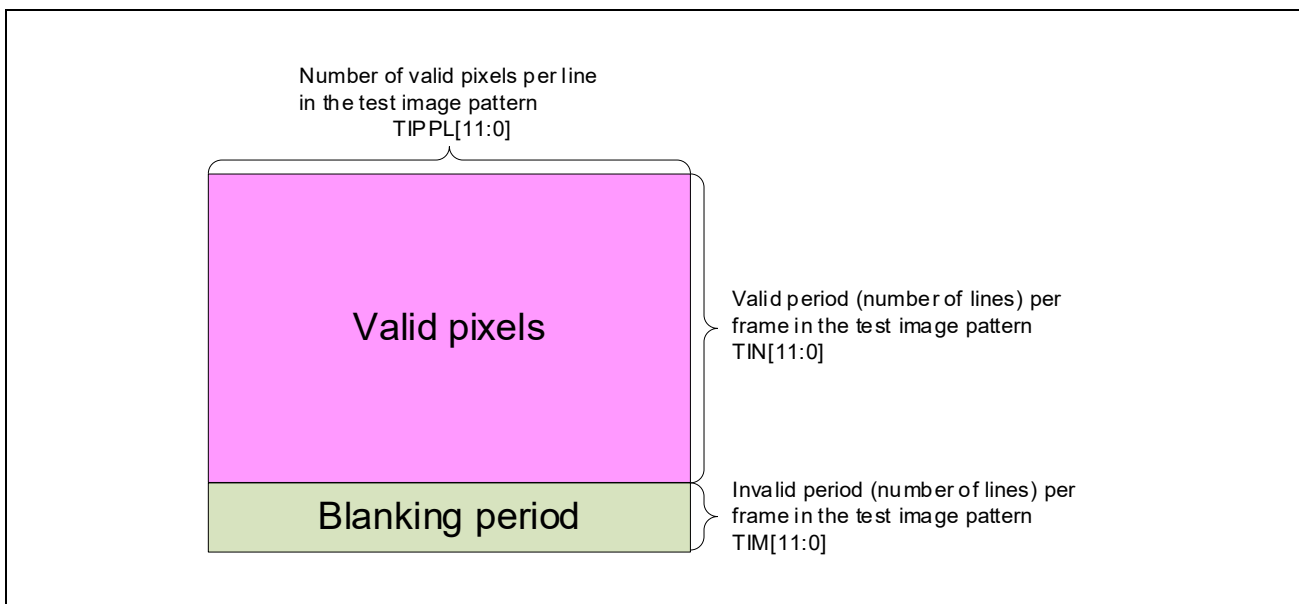 Number of valid pixels per line
in the test image pattern
TIPPL[11:0]
Valid pixels
Valid period (number of lines) per
frame in the test image pattern
TIN[11:0]
Blanking period
Invalid period (number of lines) per
frame in the test image pattern
TIM[11:0]